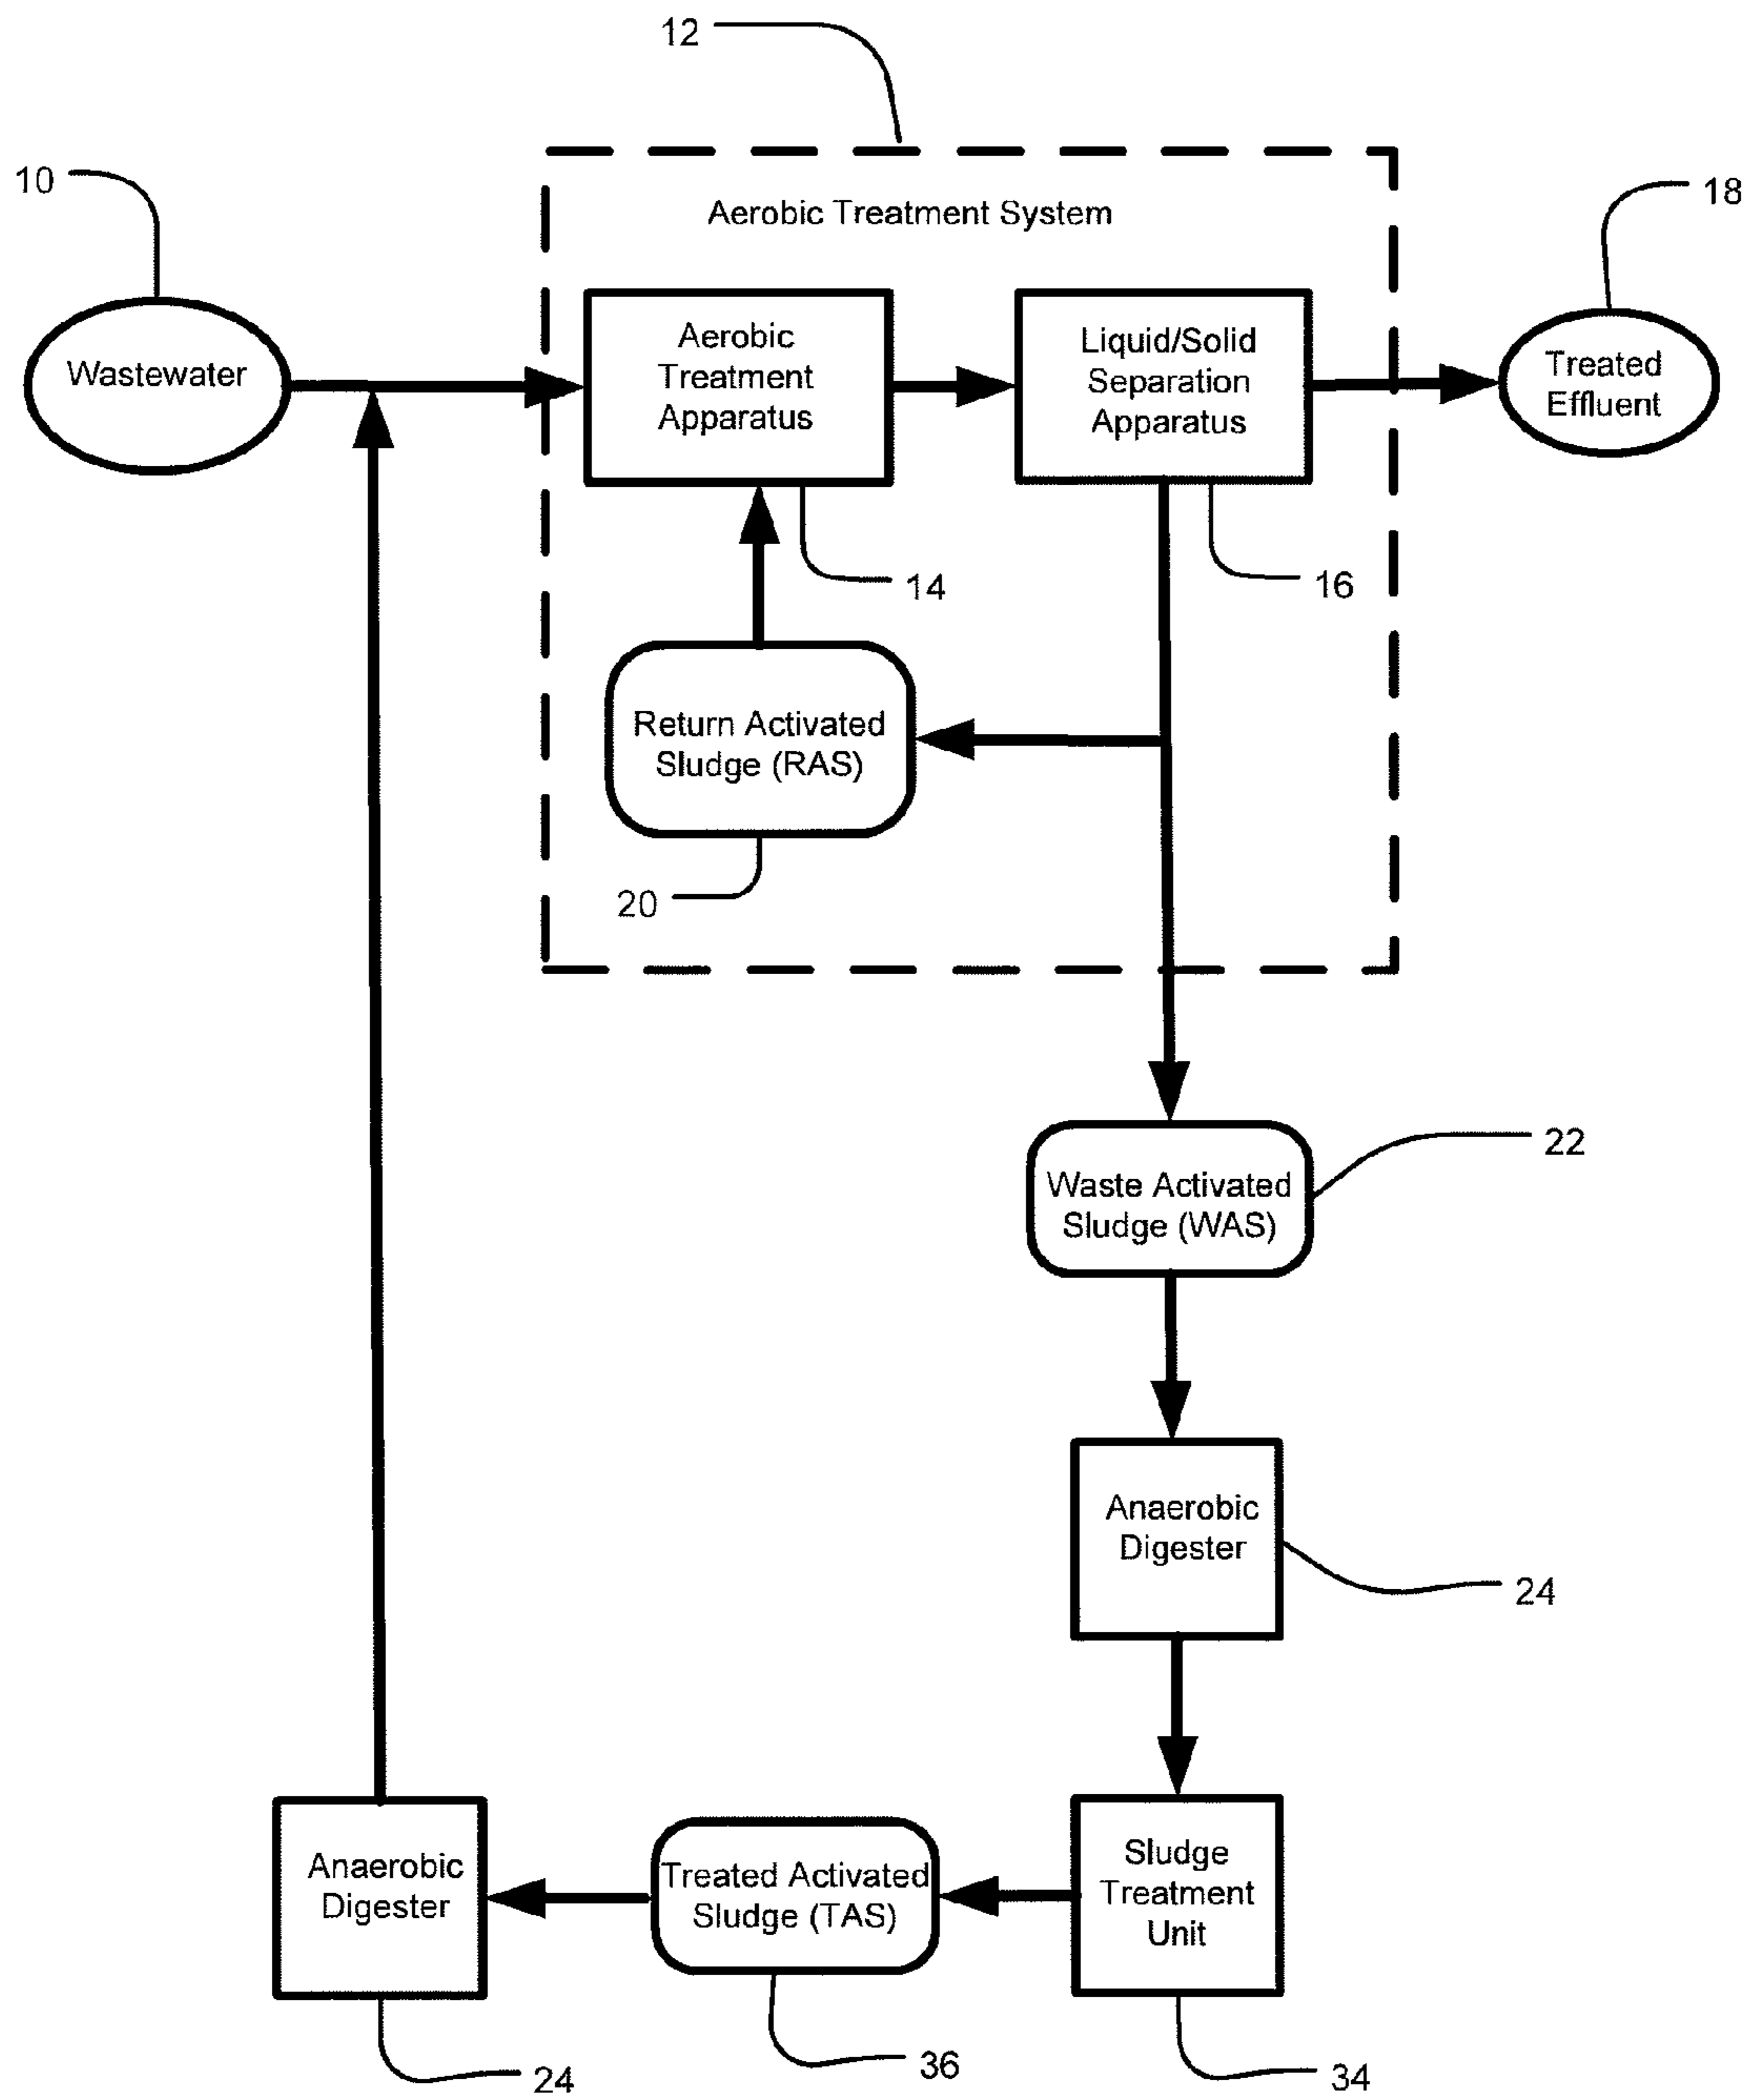 12
10
18
Aerobic Treatment System
Wastewater
Aerobic
Treatment
Apparatus
Liquid/Solid
Separation
Apparatus
Treated
Effluent
14
16
Return Activated
Sludge (RAS)
20
22
Waste Activated
Sludge (WAS)
Anaerobic
Digester
24
Anaerobic
Digester
Treated Activated
Sludge (TAS)
Sludge
Treatment
Unit
24
36
34